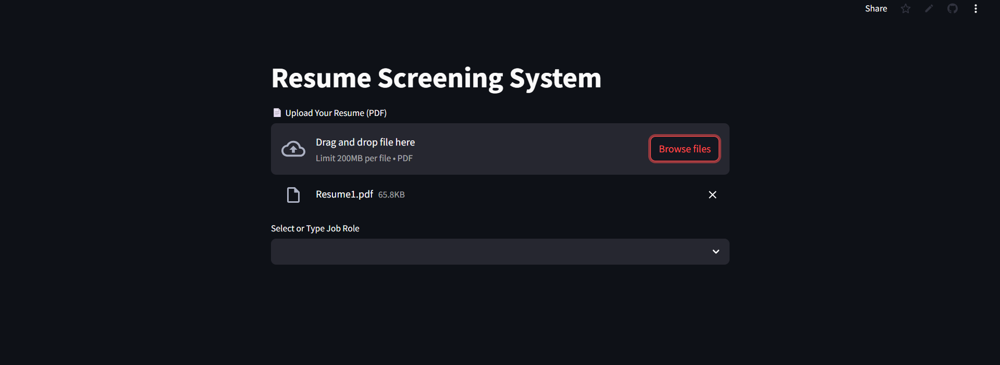 Share
Resume Screening System
Upload Your Resume (PDF)
Drag and drop file here
Limit 200MB per file • PDF
Browse files
Resume1.pdf 65.8KB
Select or Type Job Role